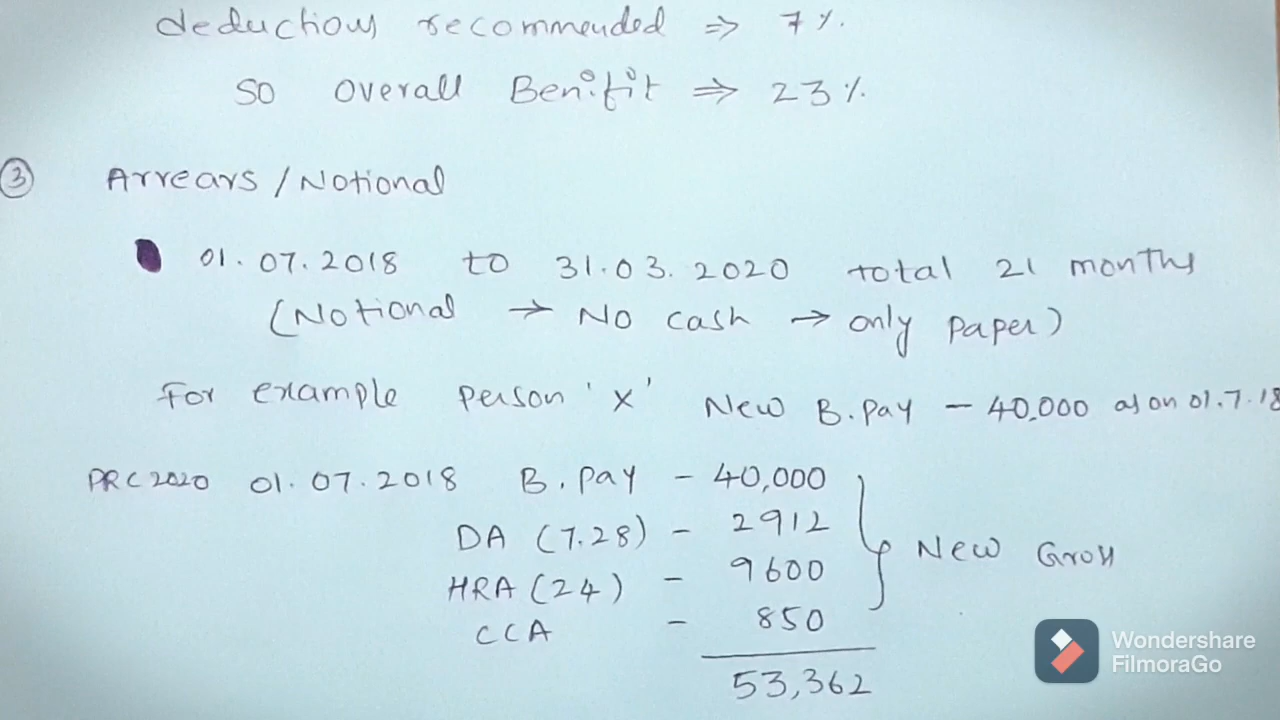 deductions recommended ⇒ 7%.
SO overall Benifit ⇒ 23%.
③ Arrears/Notional
01.07.2018 to 31.03.2020 total 21 months
(Notional → No cash → only paper)
For example person 'x' New B.pay - 40,000 as on 01.7.18
PRC2020 01.07.2018 B.pay - 40,000
DA (7.28) - 2912
HRA (24) - 9600
New Gross
CCA - 850
53,362
Wondershare
FilmoraGo